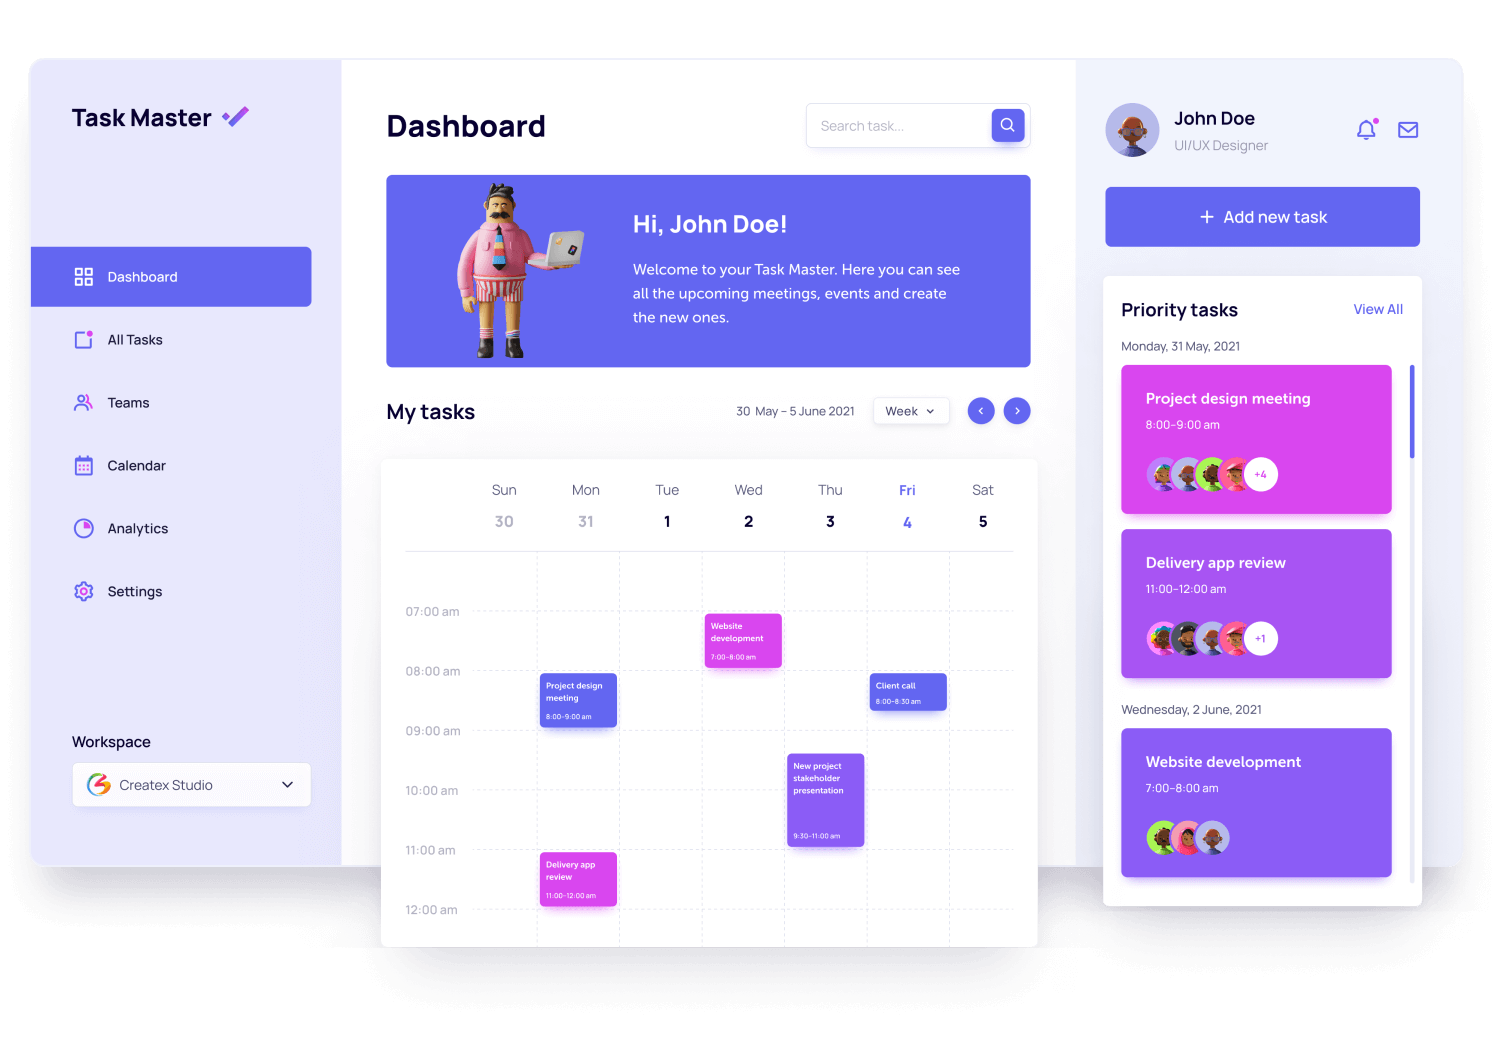 Task Master
Dashboard
All Tasks
Teams
Calendar
Analytics
Settings
Workspace
Createx Studio
Dashboard
Search task...
Hi, John Doe!
Welcome to your Task Master. Here you can see
all the upcoming meetings, events and create
the new ones.
My tasks
30 May – 5 June 2021
Week
Sun Mon Tue Wed Thu Fri Sat
30 31 1 2 3 4 5
07:00 am
Website
development
7:00–8:00 am
08:00 am
Project design
meeting
8:00–9:00 am
Client call
8:00–8:30 am
09:00 am
New project
stakeholder
presentation
9:30–11:00 am
10:00 am
11:00 am
Delivery app
review
11:00–12:00 am
12:00 am
John Doe
UI/UX Designer
+ Add new task
Priority tasks
View All
Monday, 31 May, 2021
Project design meeting
8:00–9:00 am
+4
Delivery app review
11:00–12:00 am
+1
Wednesday, 2 June, 2021
Website development
7:00–8:00 am